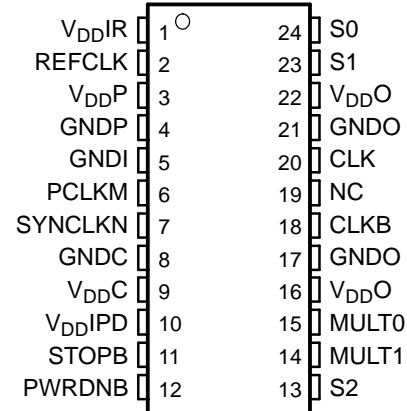 VDDIR 1 24 S0
REFCLK 2 23 S1
VDDP 3 22 VDDO
GNDP 4 21 GNDO
GNDI 5 20 CLK
PCLKM 6 19 NC
SYNCLKN 7 18 CLKB
GNDC 8 17 GNDO
VDDC 9 16 VDDO
VDDIPD 10 15 MULT0
STOPB 11 14 MULT1
PWRDNB 12 13 S2